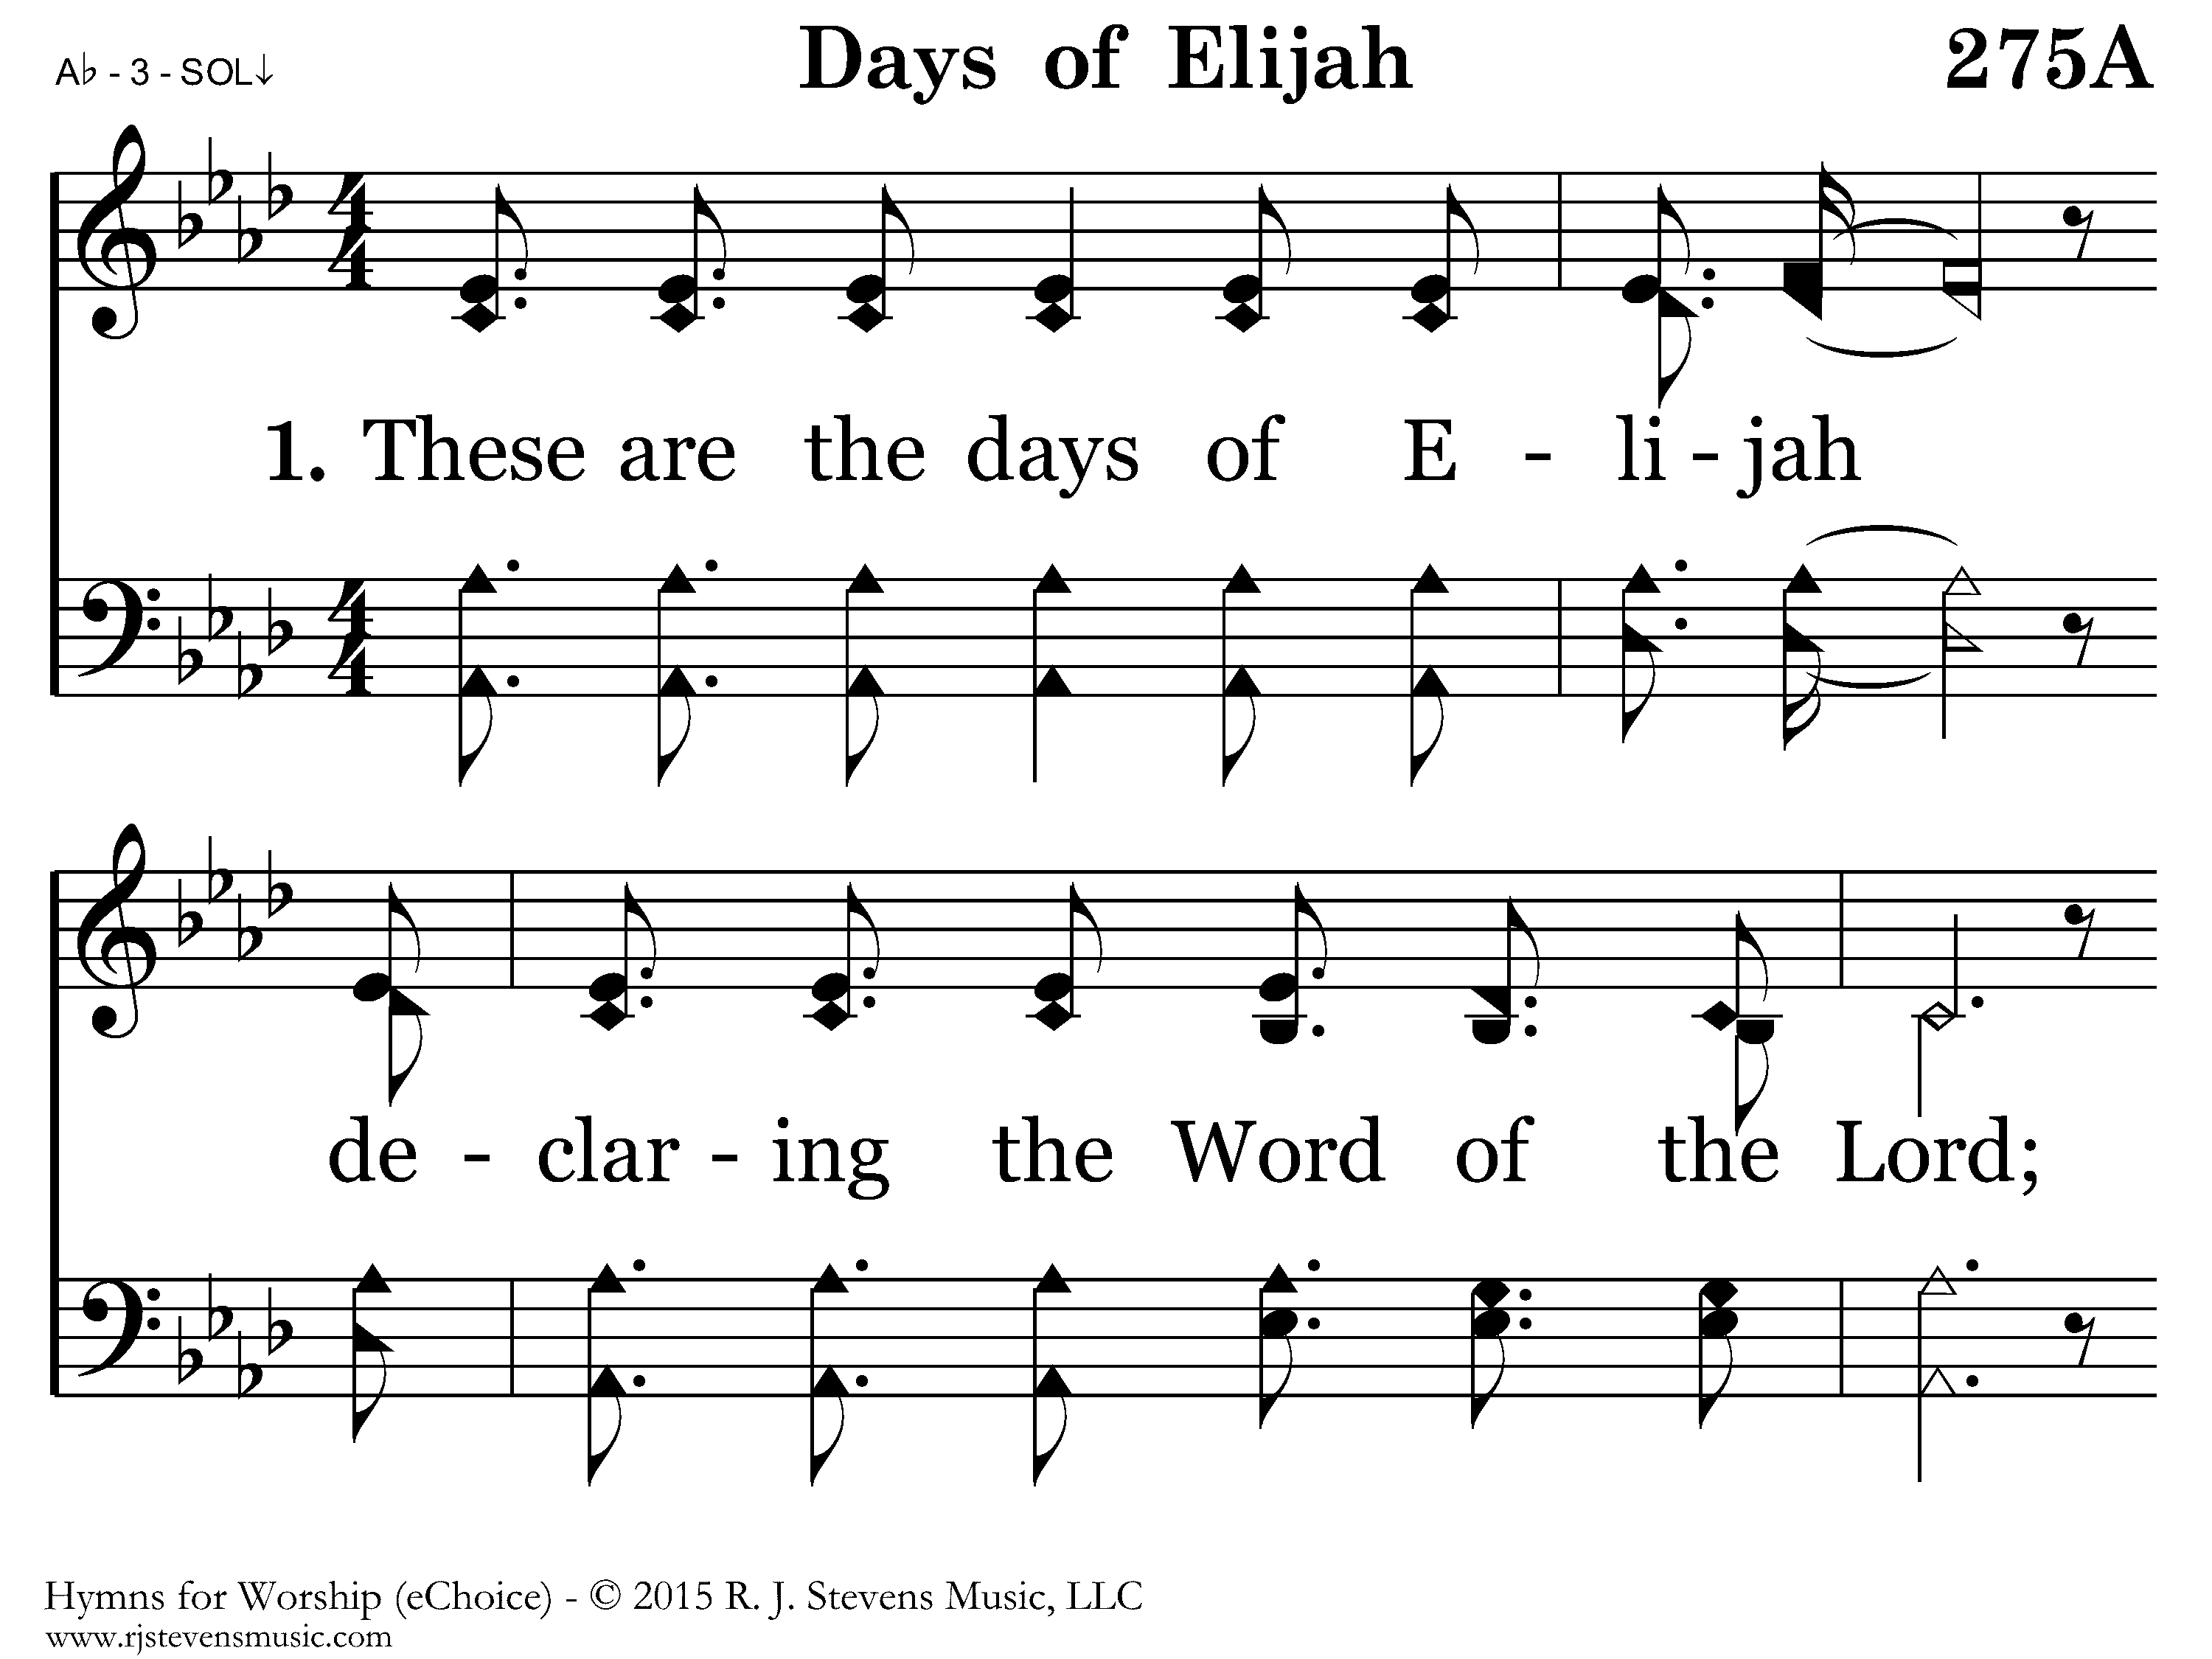 A♭ - 3 - SOL↓
Days of Elijah
275A
1. These are the days of E - li - jah
de - clar - ing the Word of the Lord;
Hymns for Worship (eChoice) - © 2015 R. J. Stevens Music, LLC
www.rjstevensmusic.com